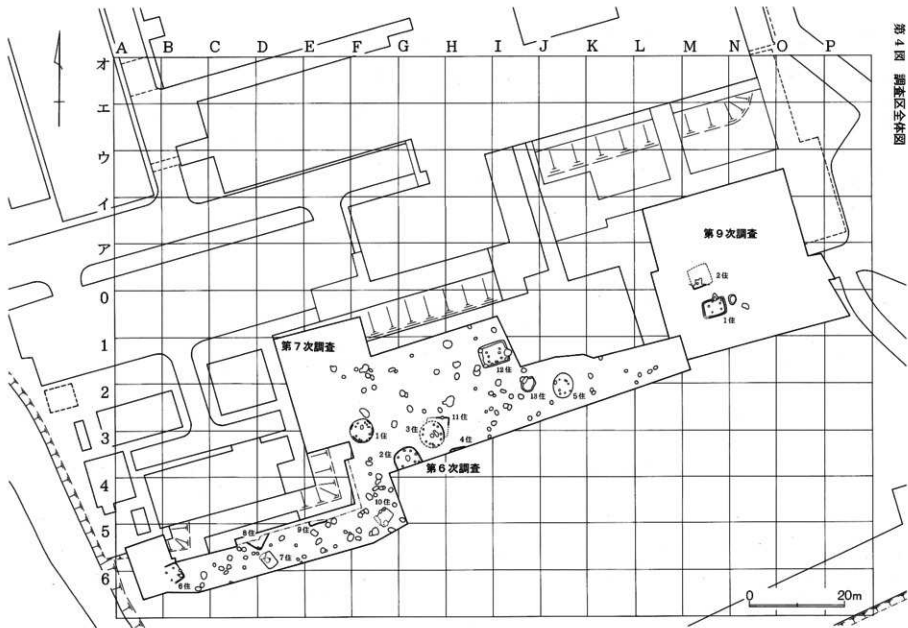 第4図 調査区全体図
A B C D E F G H I J K L M N O P
オ
エ
ウ
イ
ア
0
1
2
3
4
5
6
第9次調査
2住
1住
第7次調査
12住
13住
5住
11住
3住
1住
4住
2住
第6次調査
10住
9住
8住
7住
6住
0 20m